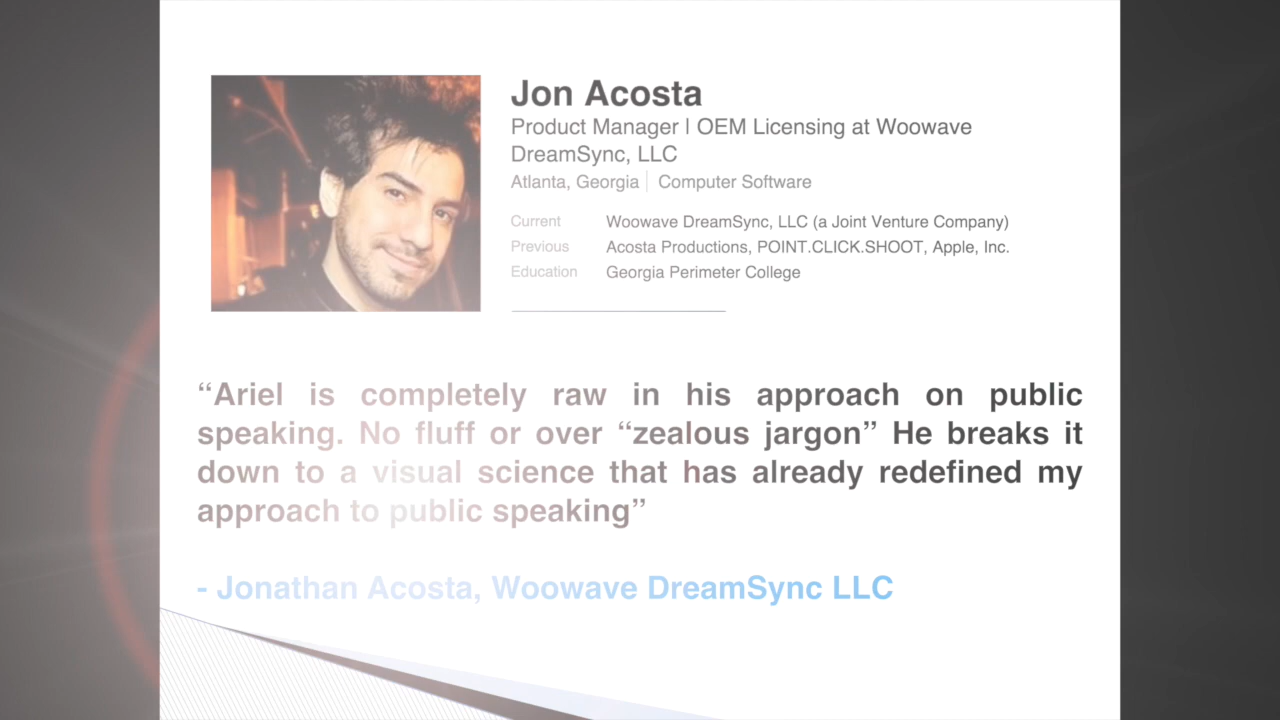 Jon Acosta
Product Manager | OEM Licensing at Woowave
DreamSync, LLC
Atlanta, Georgia | Computer Software
Current Woowave DreamSync, LLC (a Joint Venture Company)
Previous Acosta Productions, POINT.CLICK.SHOOT, Apple, Inc.
Education Georgia Perimeter College
“Ariel is completely raw in his approach on public
speaking. No fluff or over “zealous jargon” He breaks it
down to a visual science that has already redefined my
approach to public speaking”
- Jonathan Acosta, Woowave DreamSync LLC